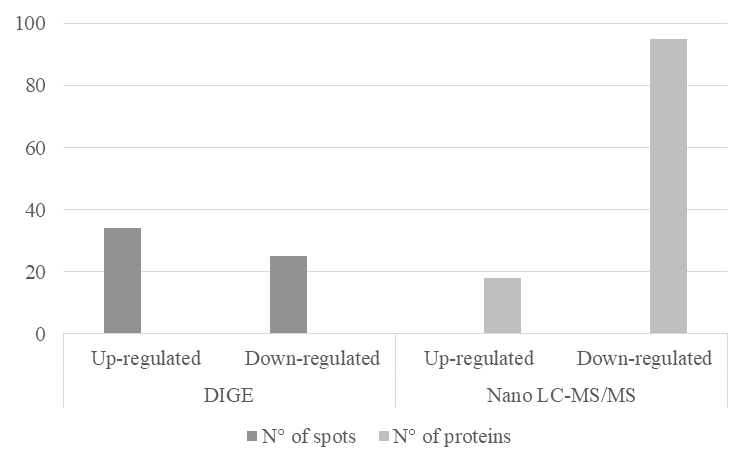 100
80
60
40
20
0
Up-regulated Down-regulated Up-regulated Down-regulated
DIGE Nano LC-MS/MS
N° of spots N° of proteins